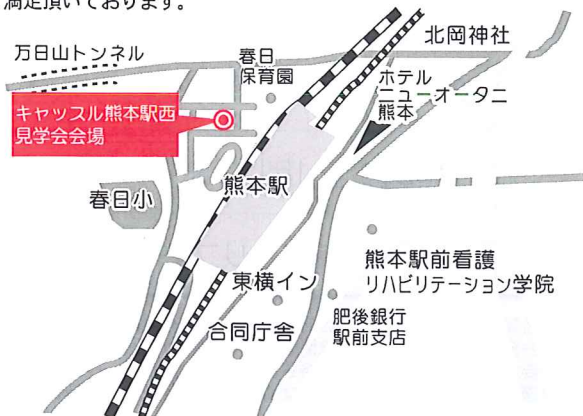 満足頂いております。
万日山トンネル
春日
保育園
北岡神社
ホテル
ニューオータニ
熊本
キャッスル熊本駅西
見学会会場
熊本駅
春日小
熊本駅前看護
リハビリテーション学院
東横イン
肥後銀行
駅前支店
合同庁舎